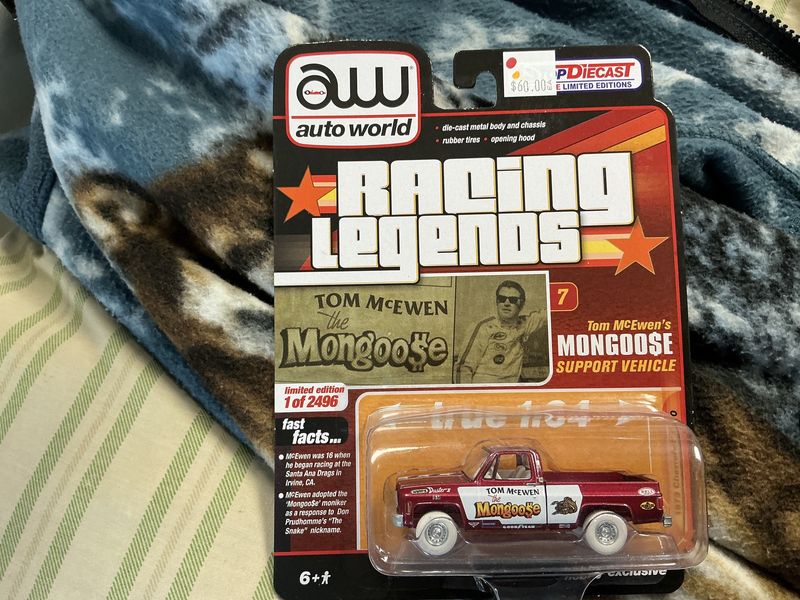 $60.00
DIECAST
LIMITED EDITIONS
aw
auto world
• die-cast metal body and chassis
• rubber tires • opening hood
Racing
Legends
TOM McEWEN
the
Mongoo$e
7
Tom McEwen's
MONGOO$E
SUPPORT VEHICLE
limited edition
1 of 2496
fast
facts...
• McEwen was 16 when
he began racing at the
Santa Ana Drags in
Irvine, CA.
• McEwen adopted the
'Mongoo$e' moniker
as a response to Don
Prudhomme's "The
Snake" nickname.
true 1:64
TOM McEWEN
the
Mongoo$e
GOODYEAR
6+
hobby exclusive